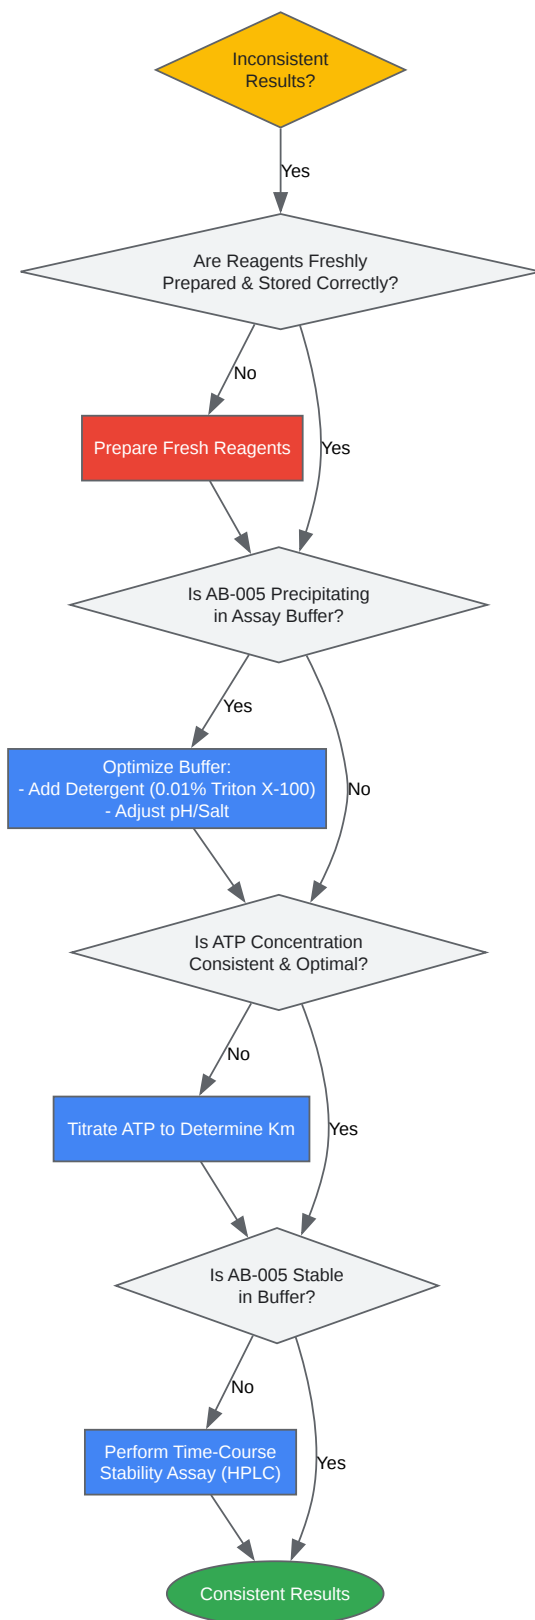 Inconsistent
Results?
Yes
Are Reagents Freshly
Prepared & Stored Correctly?
No
Prepare Fresh Reagents
Yes
Is AB-005 Precipitating
in Assay Buffer?
Yes
Optimize Buffer:
- Add Detergent (0.01% Triton X-100)
- Adjust pH/Salt
No
Is ATP Concentration
Consistent & Optimal?
No
Titrate ATP to Determine Km
Yes
Is AB-005 Stable
in Buffer?
No
Perform Time-Course
Stability Assay (HPLC)
Yes
Consistent Results